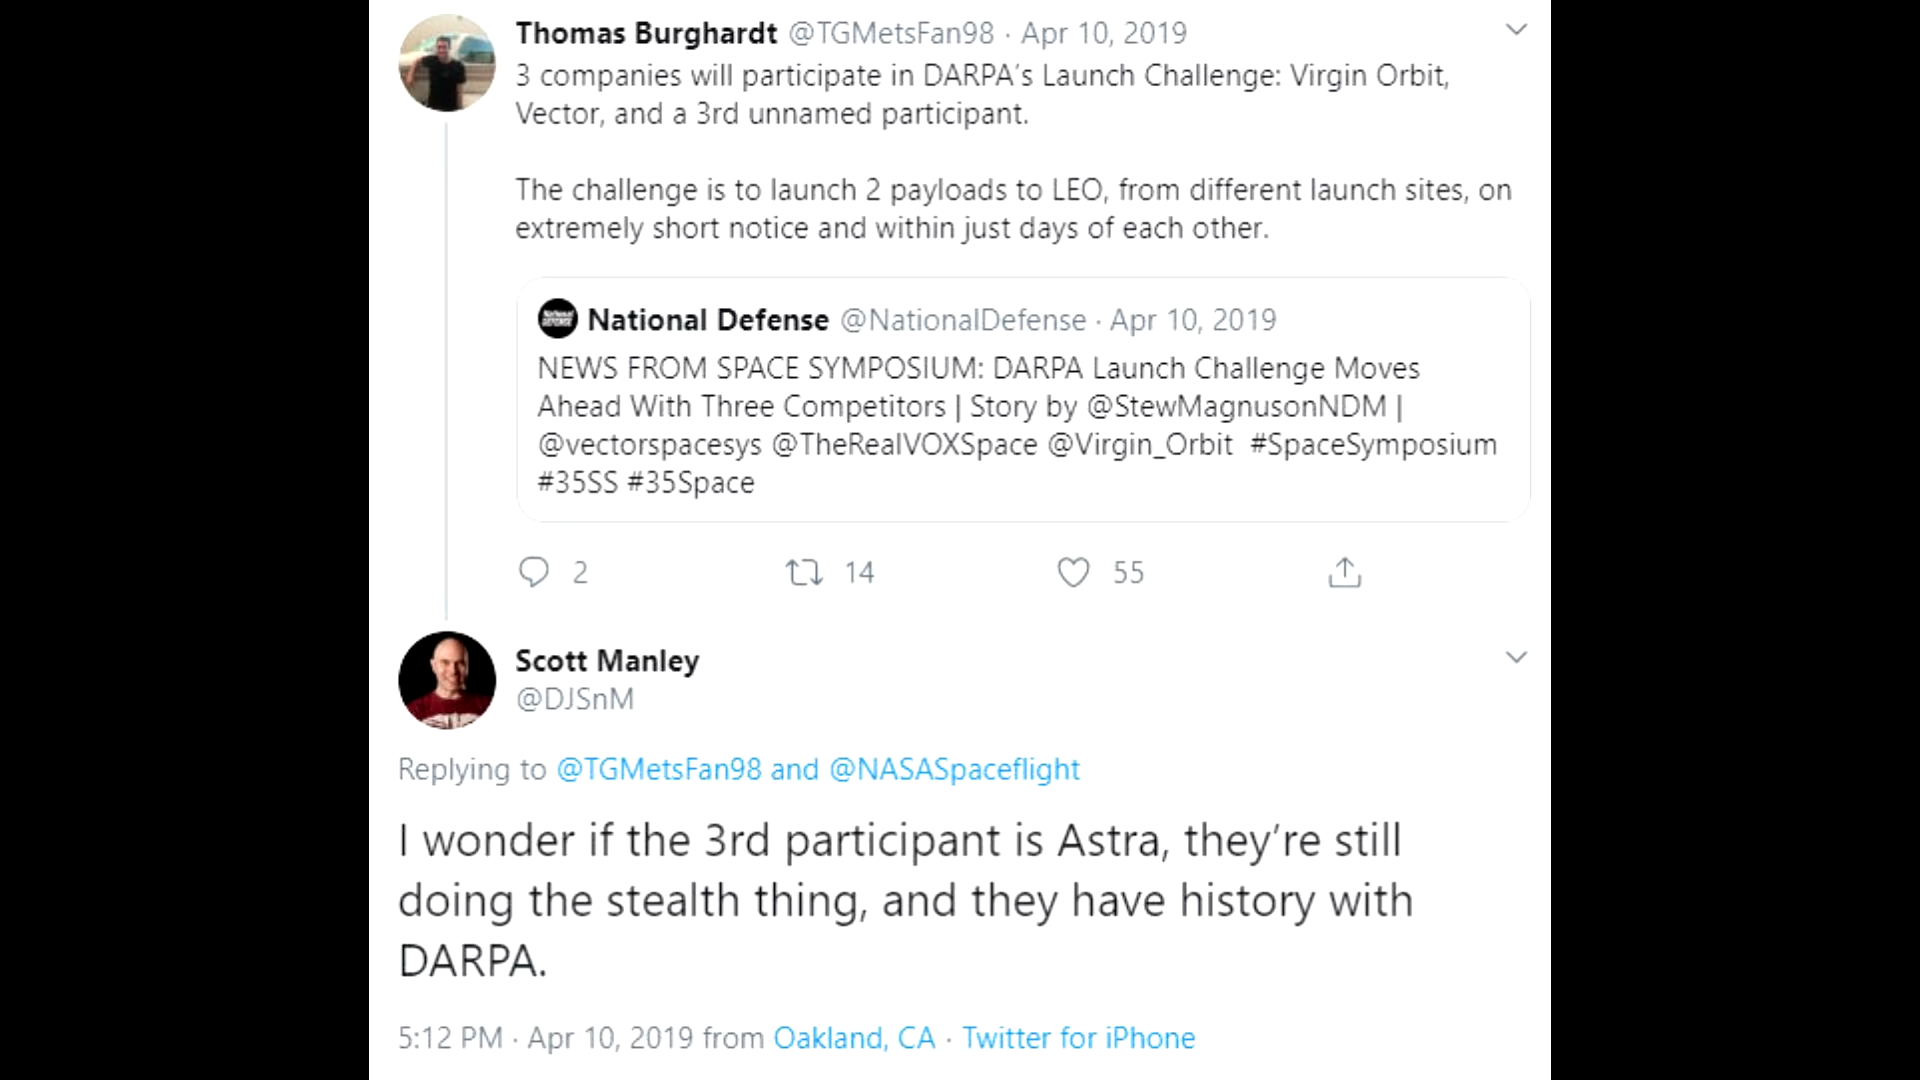 Thomas Burghardt @TGMetsFan98 · Apr 10, 2019
3 companies will participate in DARPA's Launch Challenge: Virgin Orbit,
Vector, and a 3rd unnamed participant.
The challenge is to launch 2 payloads to LEO, from different launch sites, on
extremely short notice and within just days of each other.
National Defense @NationalDefense · Apr 10, 2019
NEWS FROM SPACE SYMPOSIUM: DARPA Launch Challenge Moves
Ahead With Three Competitors | Story by @StewMagnusonNDM |
@vectorspacesys @TheRealVOXSpace @Virgin_Orbit #SpaceSymposium
#35SS #35Space
2 14 55
Scott Manley
@DJSnM
Replying to @TGMetsFan98 and @NASASpaceflight
I wonder if the 3rd participant is Astra, they're still
doing the stealth thing, and they have history with
DARPA.
5:12 PM · Apr 10, 2019 from Oakland, CA · Twitter for iPhone